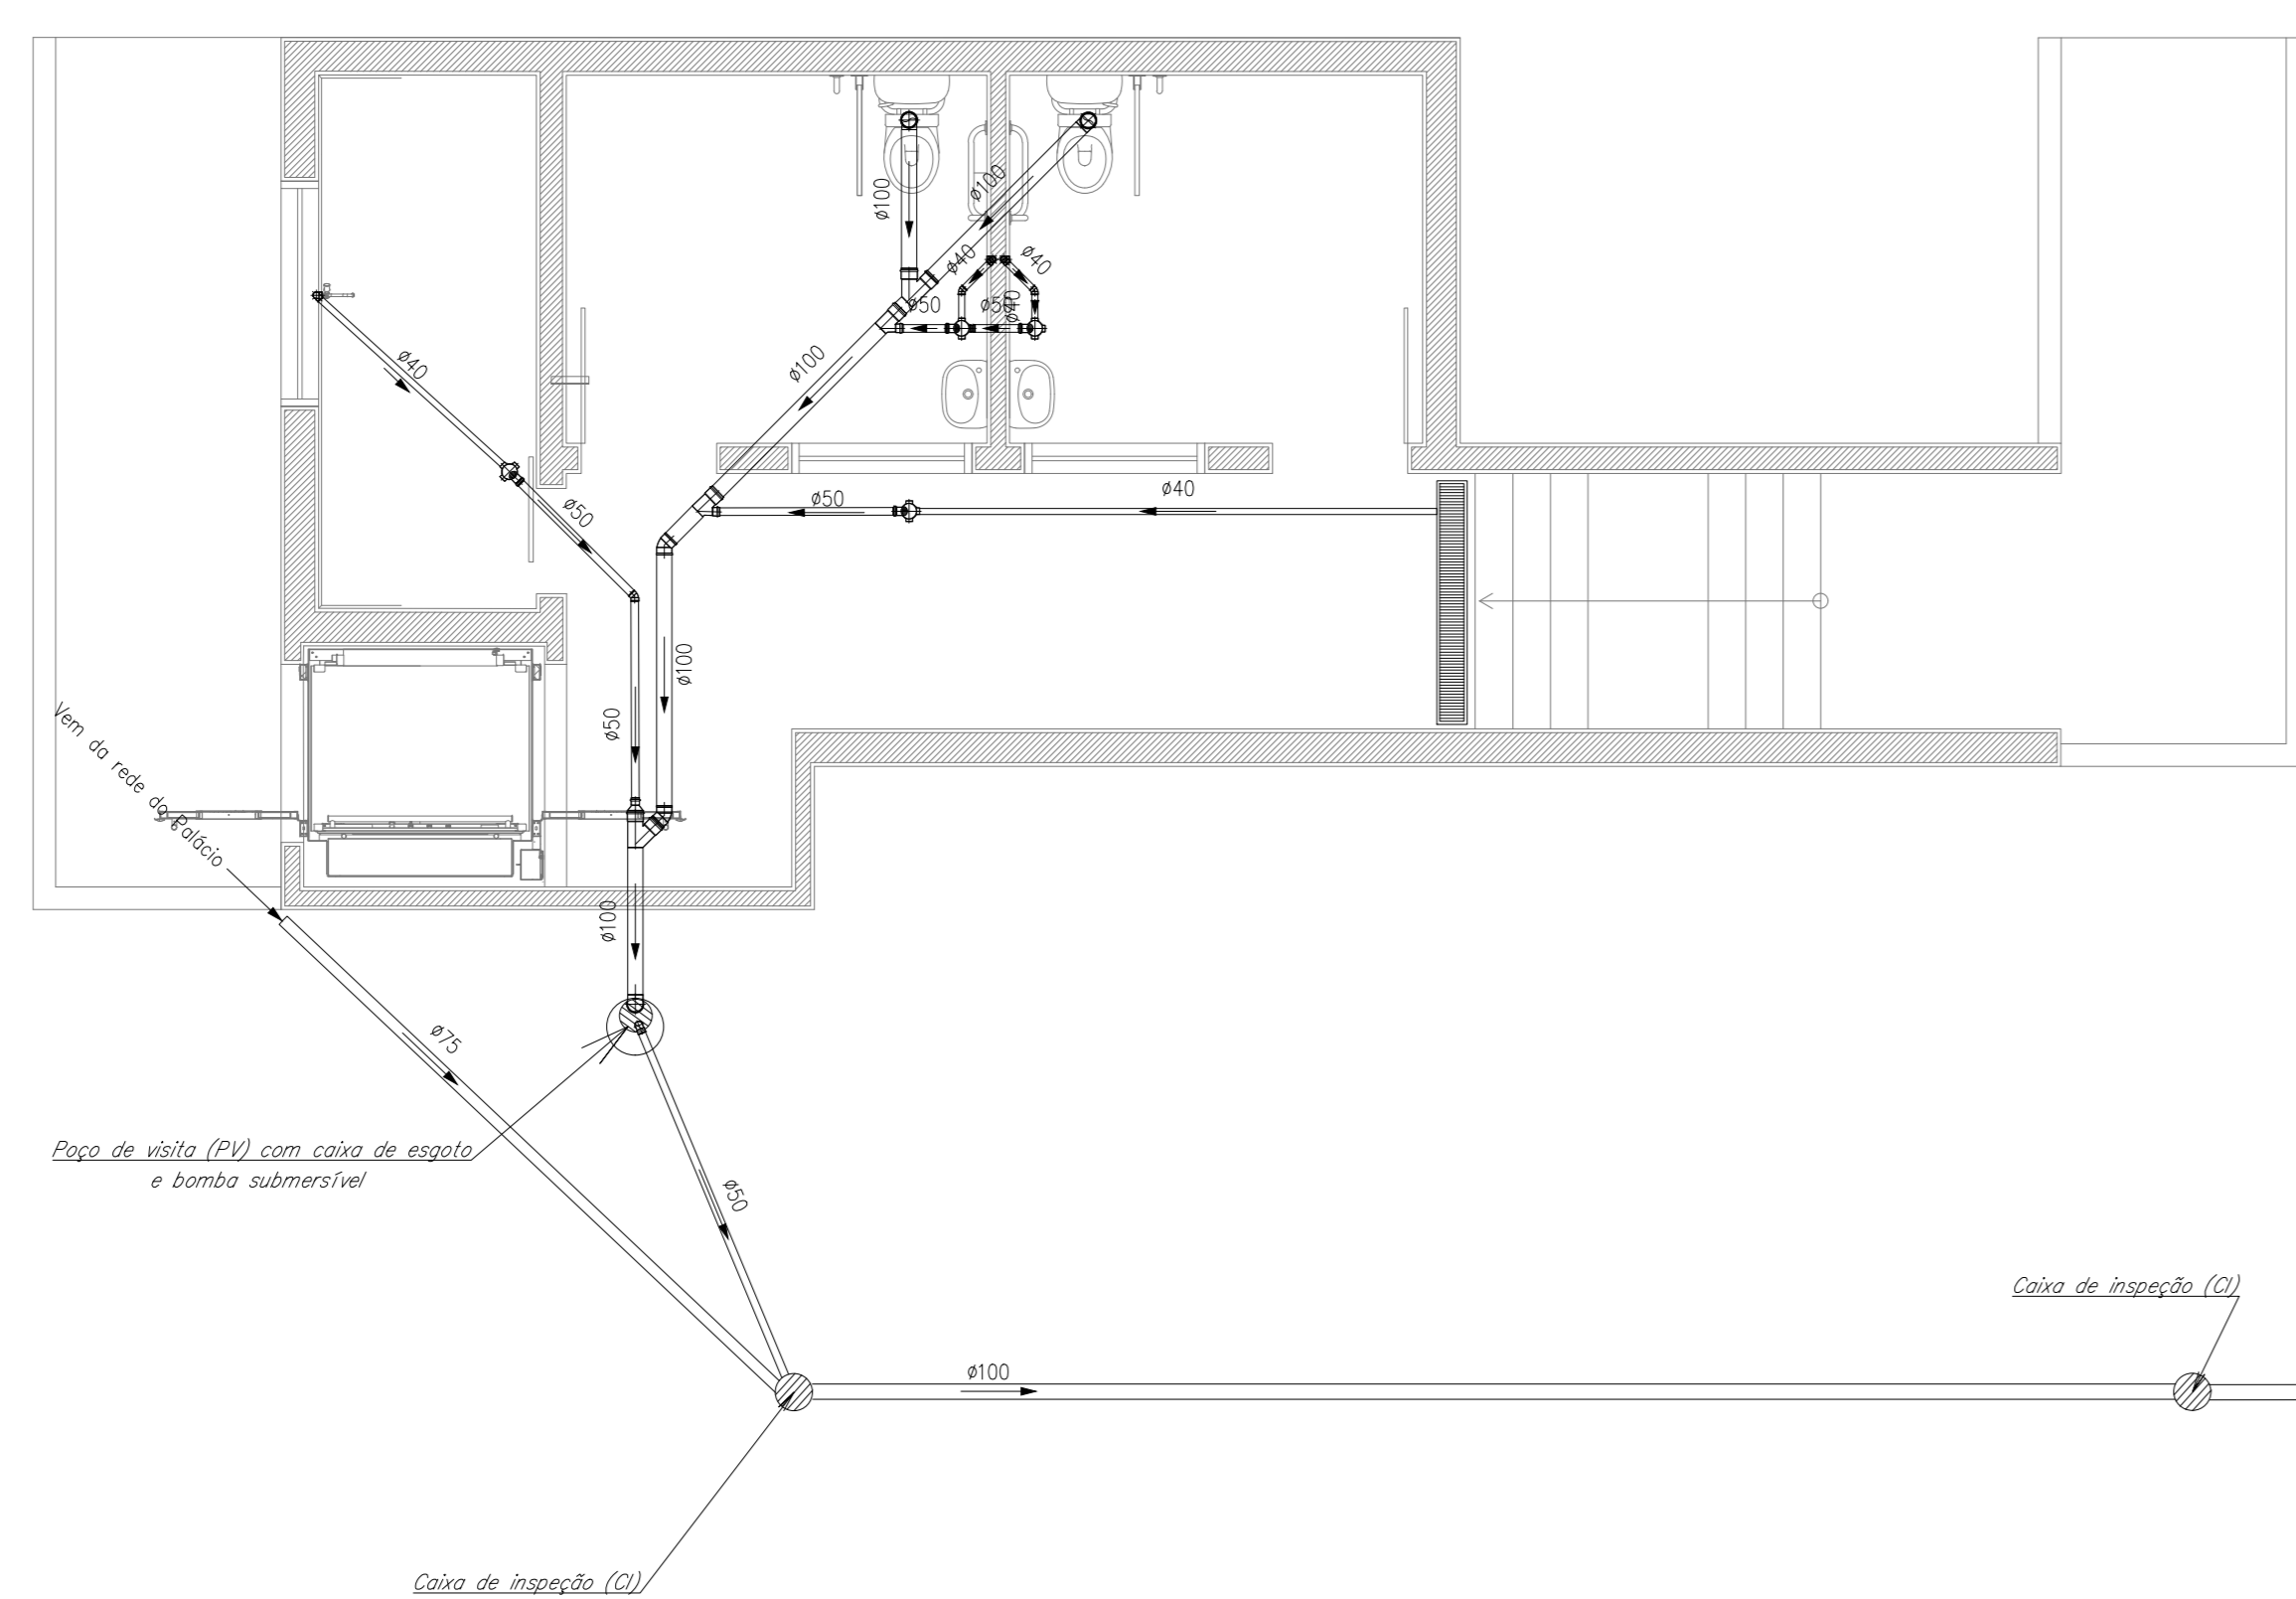 ø100
ø100
ø40
ø40
ø50
ø50
ø40
ø100
ø40
ø50
ø50
ø40
ø100
ø50
Vem da rede do Palácio
ø100
ø75
Poço de visita (PV) com caixa de esgoto
e bomba submersível
ø50
Caixa de inspeção (CI)
ø100
Caixa de inspeção (CI)